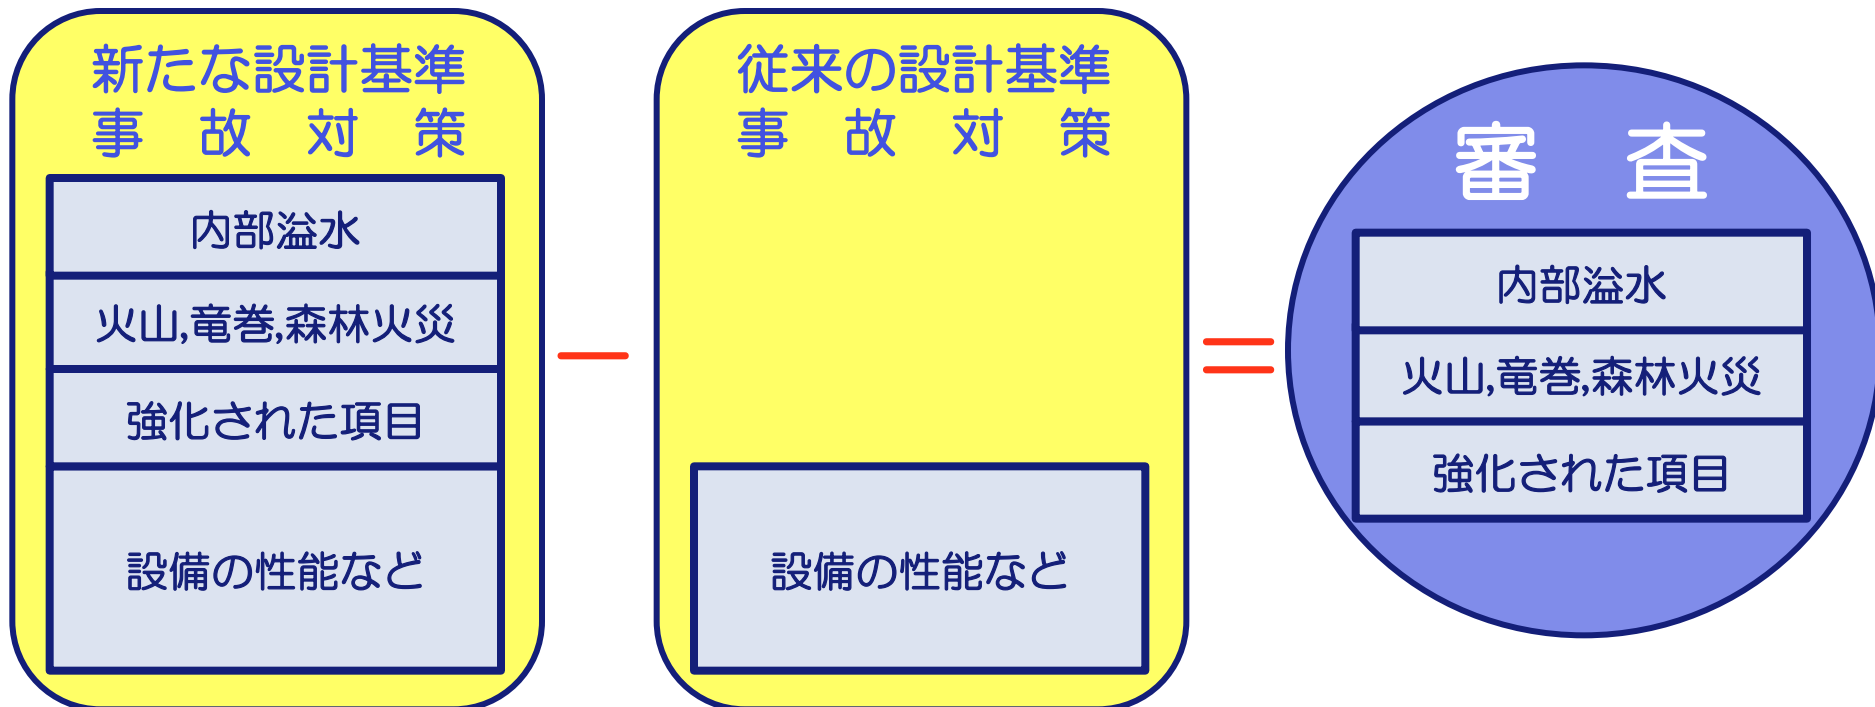 新たな設計基準
事故対策
内部溢水
火山,竜巻,森林火災
強化された項目
設備の性能など
－
従来の設計基準
事故対策
設備の性能など
＝
審査
内部溢水
火山,竜巻,森林火災
強化された項目